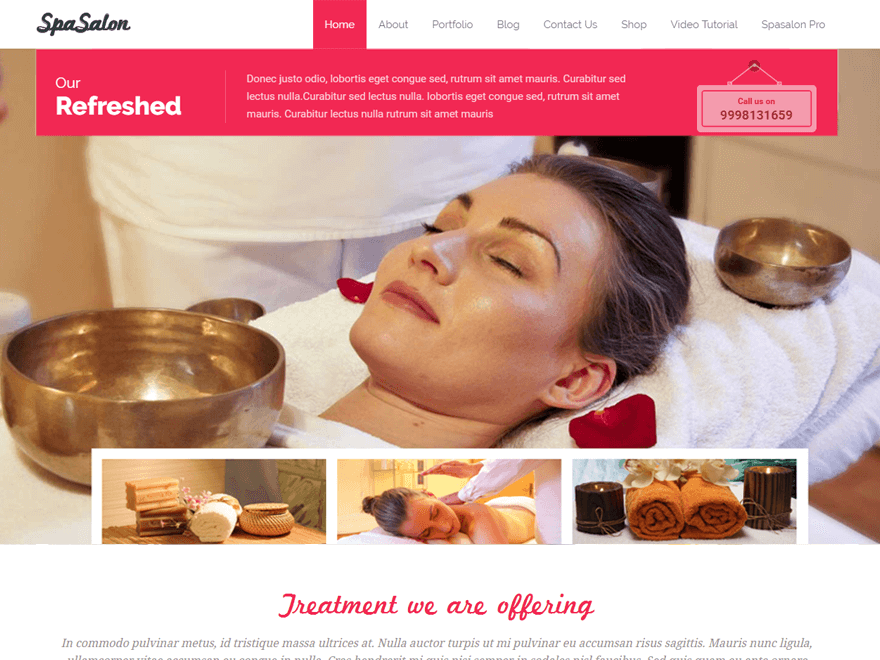 SpaSalon
Home About Portfolio Blog Contact Us Shop Video Tutorial Spasalon Pro
Our
Refreshed
Donec justo odio, lobortis eget congue sed, rutrum sit amet mauris. Curabitur sed
lectus nulla.Curabitur sed lectus nulla. lobortis eget congue sed, rutrum sit amet
mauris. Curabitur lectus nulla rutrum sit amet mauris
Call us on
9998131659
Treatment we are offering
In commodo pulvinar metus, id tristique massa ultrices at. Nulla auctor turpis ut mi pulvinar eu accumsan risus sagittis. Mauris nunc ligula,